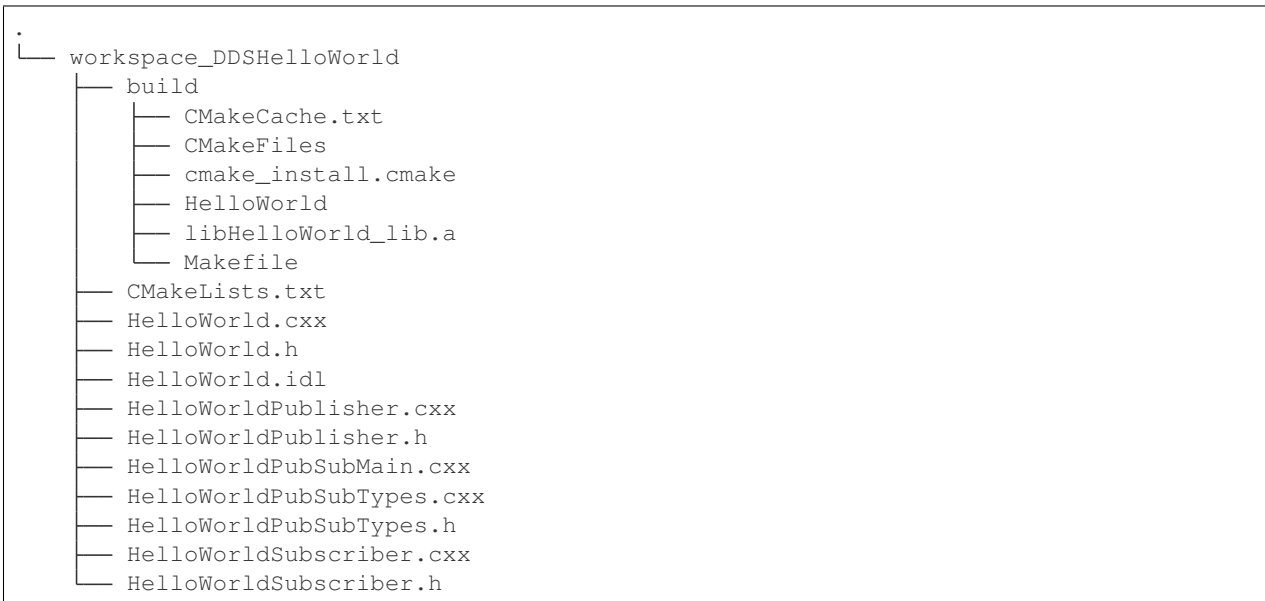 .
└── workspace_DDSHelloWorld
    ├── build
    │   ├── CMakeCache.txt
    │   ├── CMakeFiles
    │   ├── cmake_install.cmake
    │   ├── HelloWorld
    │   ├── libHelloWorld_lib.a
    │   └── Makefile
    ├── CMakeLists.txt
    ├── HelloWorld.cxx
    ├── HelloWorld.h
    ├── HelloWorld.idl
    ├── HelloWorldPublisher.cxx
    ├── HelloWorldPublisher.h
    ├── HelloWorldPubSubMain.cxx
    ├── HelloWorldPubSubTypes.cxx
    ├── HelloWorldPubSubTypes.h
    ├── HelloWorldSubscriber.cxx
    └── HelloWorldSubscriber.h